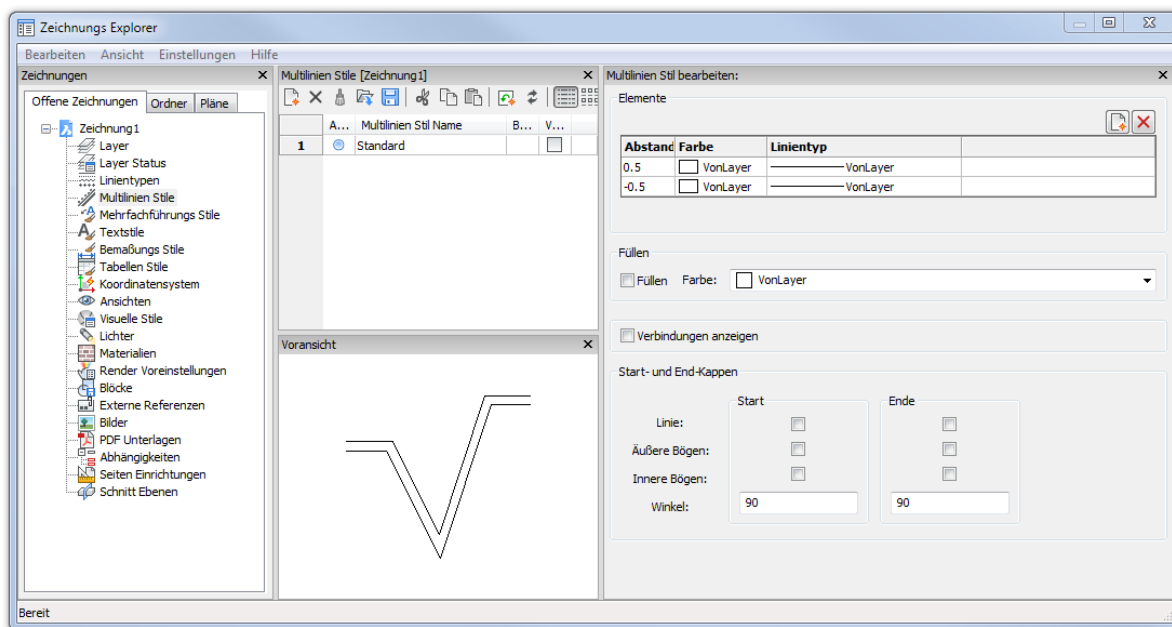 Zeichnungs Explorer
Bearbeiten Ansicht Einstellungen Hilfe
Zeichnungen
Offene Zeichnungen Ordner Pläne
Zeichnung1
Layer
Layer Status
Linientypen
Multilinien Stile
Mehrfachführungs Stile
Textstile
Bemaßungs Stile
Tabellen Stile
Koordinatensystem
Ansichten
Visuelle Stile
Lichter
Materialien
Render Voreinstellungen
Blöcke
Externe Referenzen
Bilder
PDF Unterlagen
Abhängigkeiten
Seiten Einrichtungen
Schnitt Ebenen
Multilinien Stile [Zeichnung1]
A... Multilinien Stil Name B... V...
1 Standard
Voransicht
Multilinien Stil bearbeiten:
Elemente
Abstand Farbe Linientyp
0.5 VonLayer VonLayer
-0.5 VonLayer VonLayer
Füllen
Füllen Farbe: VonLayer
Verbindungen anzeigen
Start- und End-Kappen
Start Ende
Linie:
Äußere Bögen:
Innere Bögen:
Winkel: 90 90
Bereit